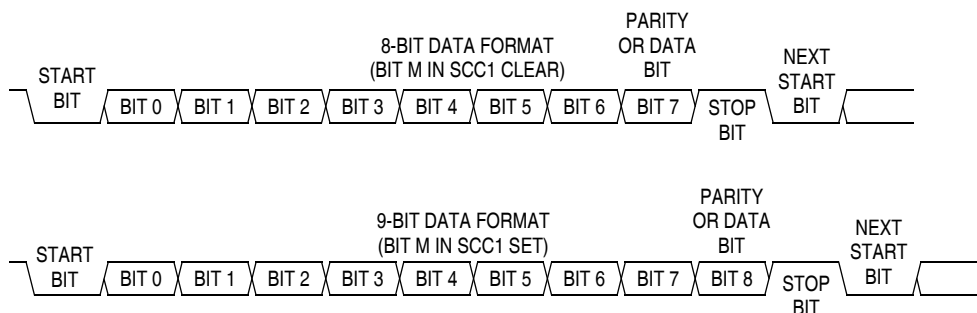 8-BIT DATA FORMAT
(BIT M IN SCC1 CLEAR)
PARITY
OR DATA
BIT
START
BIT
BIT 0 BIT 1 BIT 2 BIT 3 BIT 4 BIT 5 BIT 6 BIT 7
STOP
BIT
NEXT
START
BIT
9-BIT DATA FORMAT
(BIT M IN SCC1 SET)
PARITY
OR DATA
BIT
START
BIT
BIT 0 BIT 1 BIT 2 BIT 3 BIT 4 BIT 5 BIT 6 BIT 7 BIT 8
STOP
BIT
NEXT
START
BIT